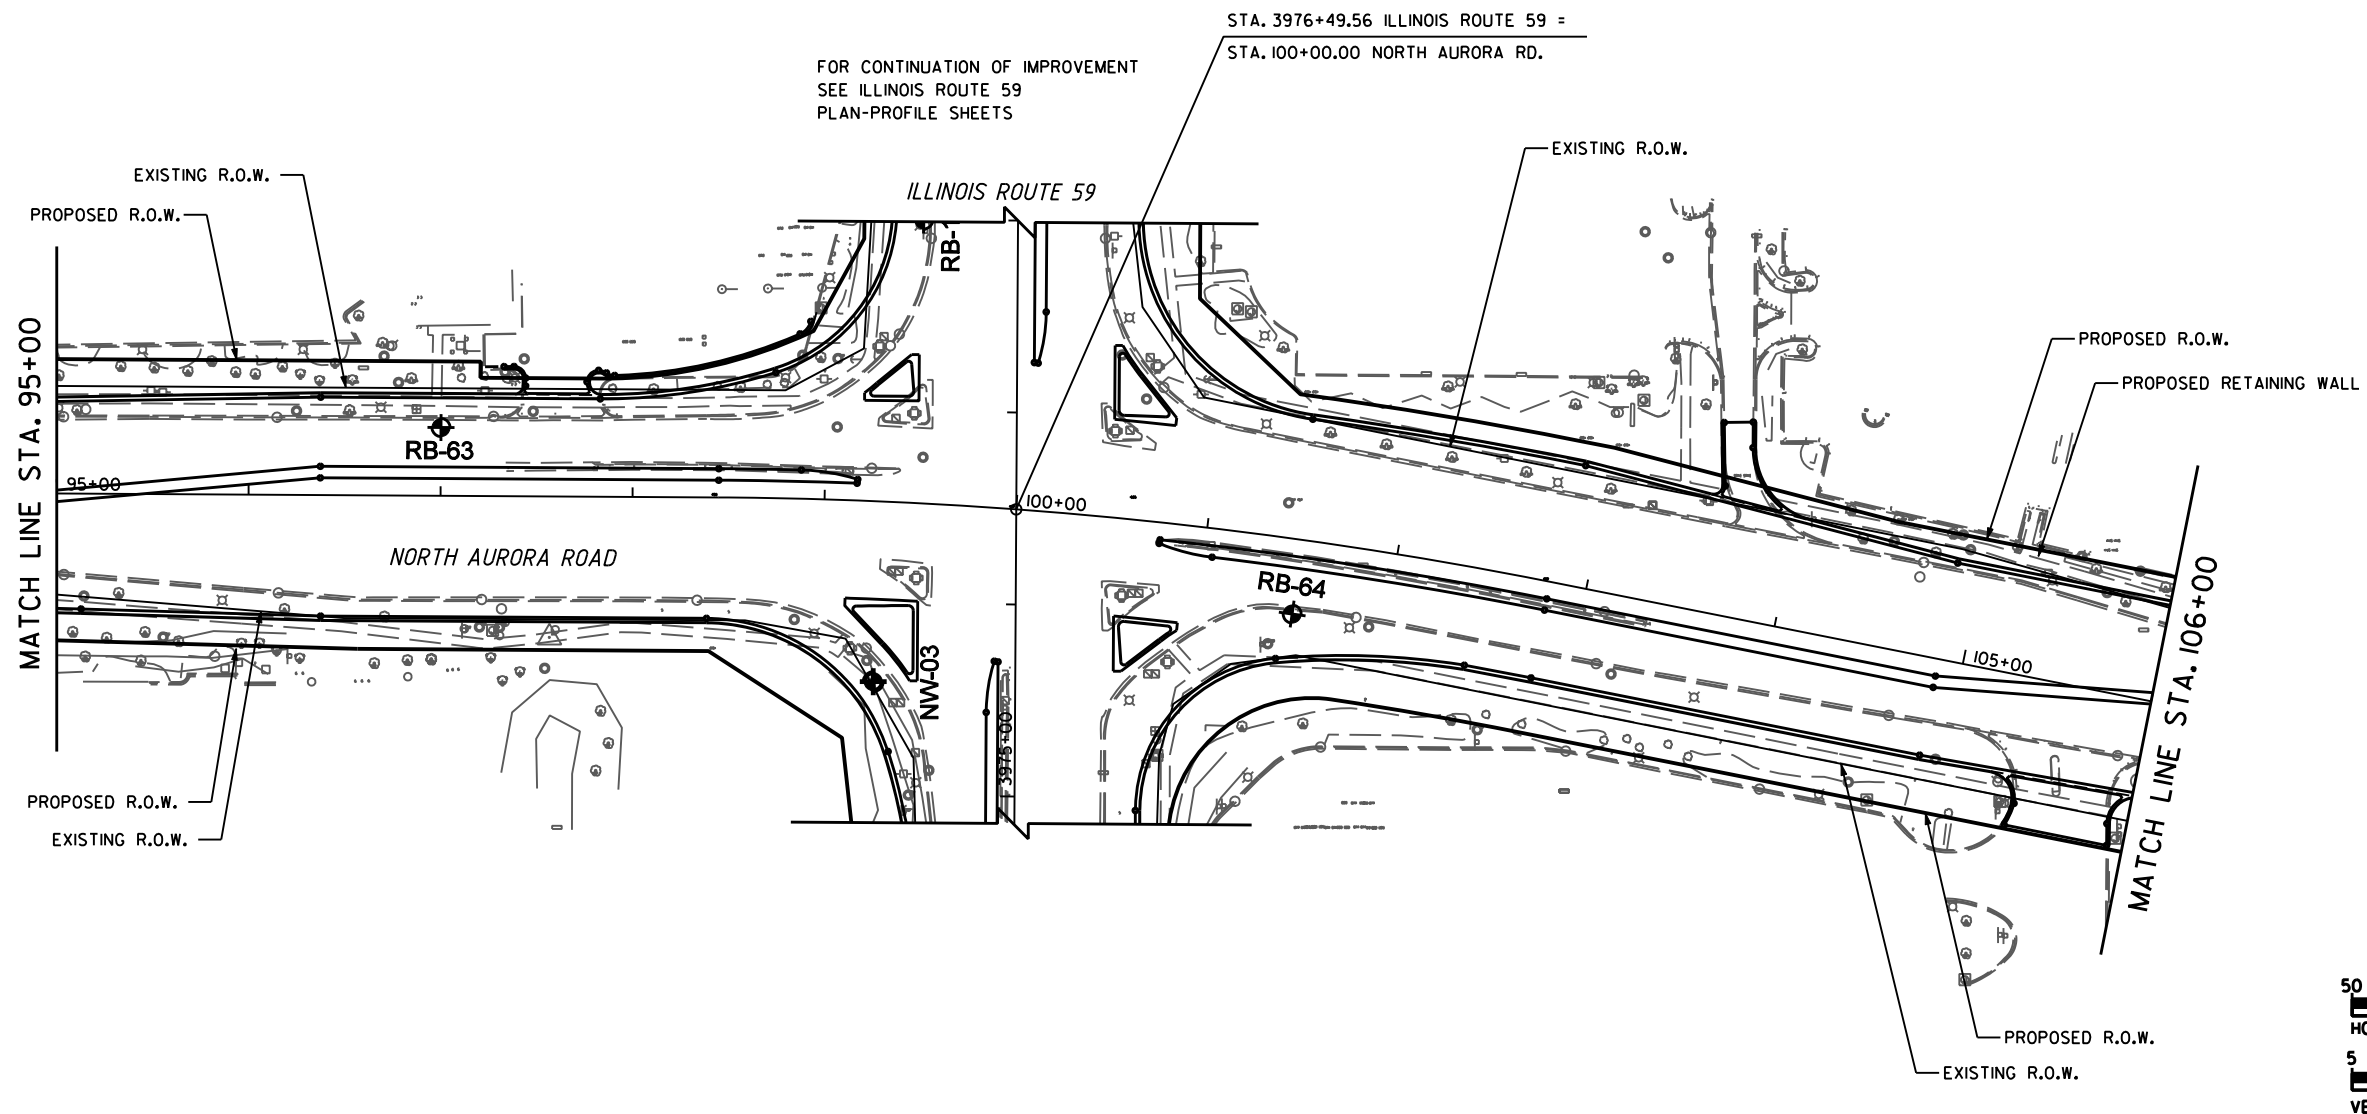 STA. 3976+49.56 ILLINOIS ROUTE 59 =
STA. 100+00.00 NORTH AURORA RD.
FOR CONTINUATION OF IMPROVEMENT
SEE ILLINOIS ROUTE 59
PLAN-PROFILE SHEETS
EXISTING R.O.W.
EXISTING R.O.W.
PROPOSED R.O.W.
ILLINOIS ROUTE 59
RB-
PROPOSED R.O.W.
PROPOSED RETAINING WALL
MATCH LINE STA. 95+00
RB-63
95+00
100+00
NORTH AURORA ROAD
RB-64
NW-03
105+00
3975+00
MATCH LINE STA. 106+00
PROPOSED R.O.W.
EXISTING R.O.W.
PROPOSED R.O.W.
EXISTING R.O.W.
50
5